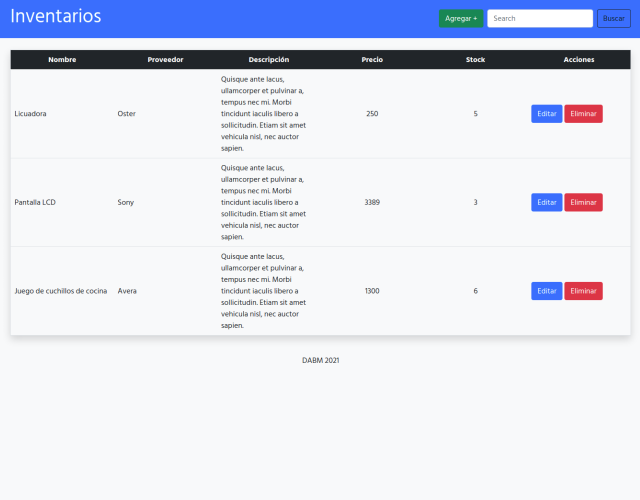 Inventarios
Agregar +
Search
Buscar
Nombre Proveedor Descripción Precio Stock Acciones
Licuadora Oster
Quisque ante lacus,
ullamcorper et pulvinar a,
tempus nec mi. Morbi
tincidunt iaculis libero a
sollicitudin. Etiam sit amet
vehicula nisl, nec auctor
sapien.
250 5 Editar Eliminar
Pantalla LCD Sony
Quisque ante lacus,
ullamcorper et pulvinar a,
tempus nec mi. Morbi
tincidunt iaculis libero a
sollicitudin. Etiam sit amet
vehicula nisl, nec auctor
sapien.
3389 3 Editar Eliminar
Juego de cuchillos de cocina Avera
Quisque ante lacus,
ullamcorper et pulvinar a,
tempus nec mi. Morbi
tincidunt iaculis libero a
sollicitudin. Etiam sit amet
vehicula nisl, nec auctor
sapien.
1300 6 Editar Eliminar
DABM 2021